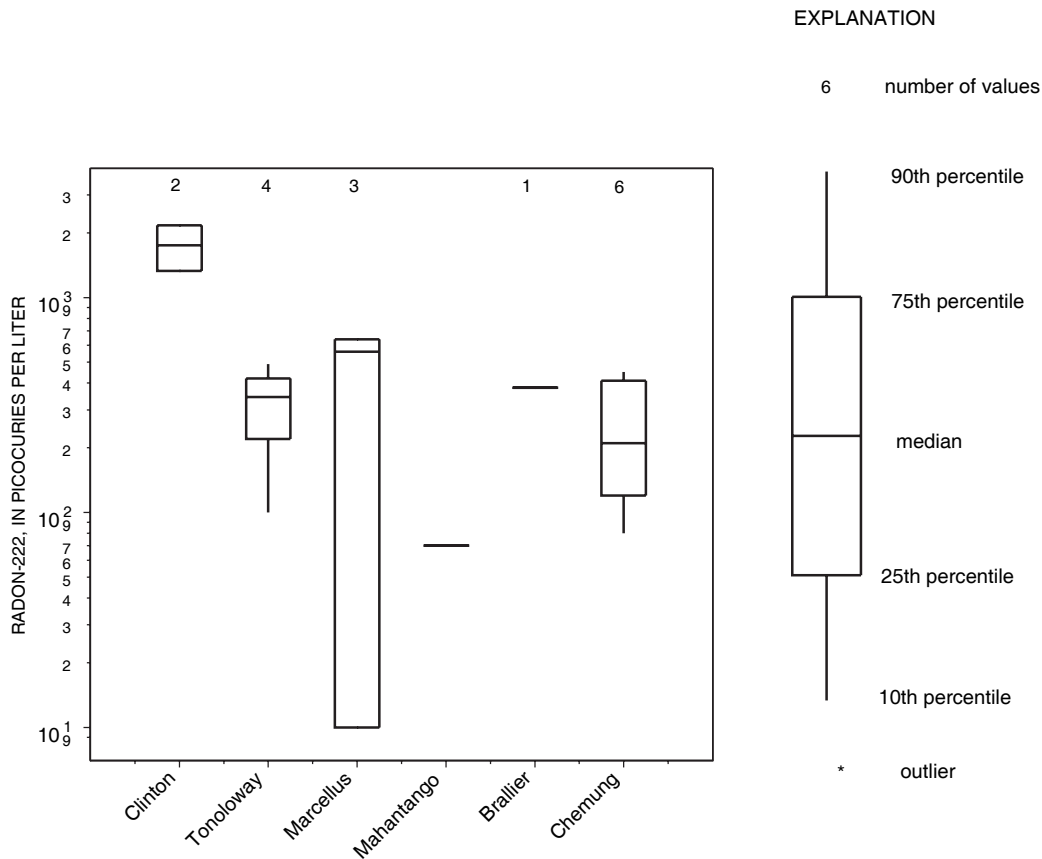 EXPLANATION
6 number of values
90th percentile
75th percentile
median
25th percentile
10th percentile
* outlier
RADON-222, IN PICOCURIES PER LITER
2 4 3 1 6
3
2
10^3
9
7
6
5
4
3
2
10^2
9
7
6
5
4
3
2
10^1
9
Clinton
Tonoloway
Marcellus
Mahantango
Brallier
Chemung